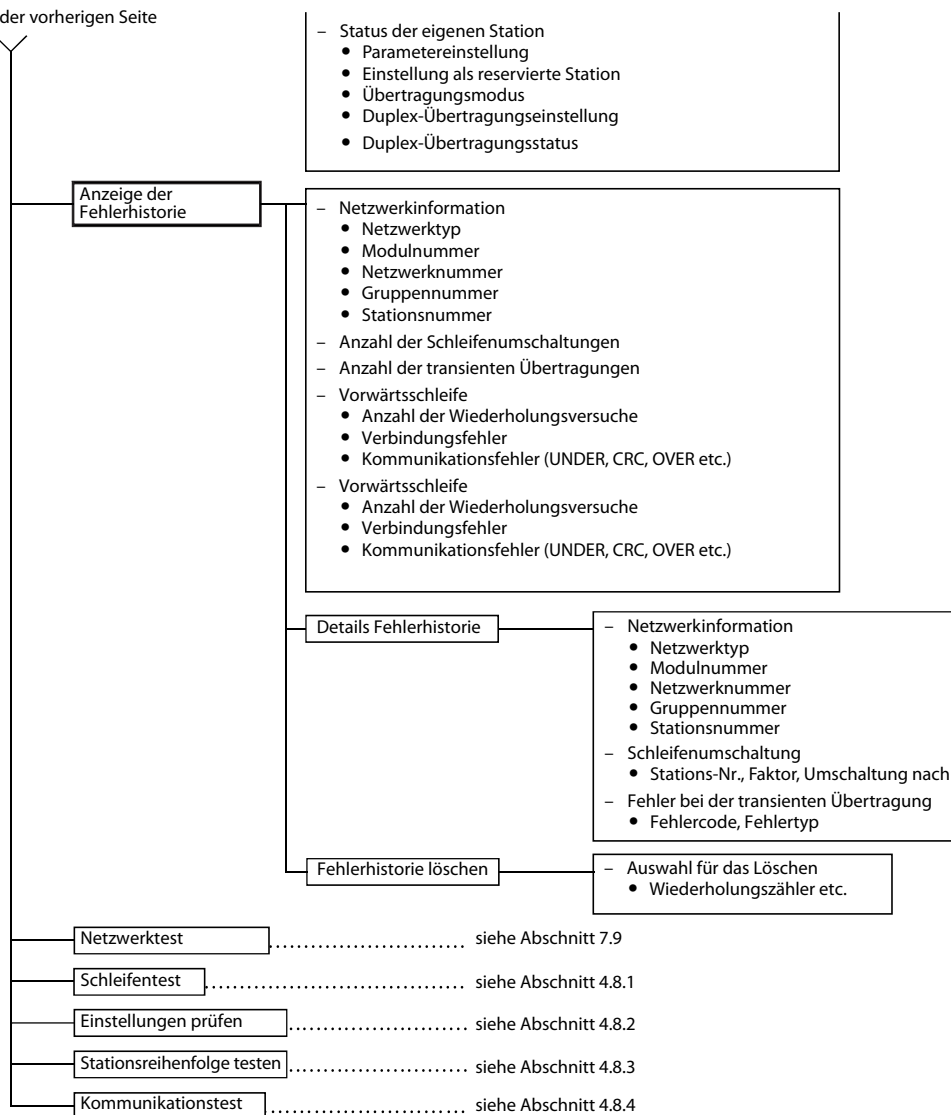 der vorherigen Seite
– Status der eigenen Station
• Parametereinstellung
• Einstellung als reservierte Station
• Übertragungsmodus
• Duplex-Übertragungseinstellung
• Duplex-Übertragungsstatus
Anzeige der
Fehlerhistorie
– Netzwerkinformation
• Netzwerktyp
• Modulnummer
• Netzwerknummer
• Gruppennummer
• Stationsnummer
– Anzahl der Schleifenumschaltungen
– Anzahl der transienten Übertragungen
– Vorwärtsschleife
• Anzahl der Wiederholungsversuche
• Verbindungsfehler
• Kommunikationsfehler (UNDER, CRC, OVER etc.)
– Vorwärtsschleife
• Anzahl der Wiederholungsversuche
• Verbindungsfehler
• Kommunikationsfehler (UNDER, CRC, OVER etc.)
Details Fehlerhistorie
– Netzwerkinformation
• Netzwerktyp
• Modulnummer
• Netzwerknummer
• Gruppennummer
• Stationsnummer
– Schleifenumschaltung
• Stations-Nr., Faktor, Umschaltung nach
– Fehler bei der transienten Übertragung
• Fehlercode, Fehlertyp
Fehlerhistorie löschen
– Auswahl für das Löschen
• Wiederholungszähler etc.
Netzwerktest ........ siehe Abschnitt 7.9
Schleifentest ........ siehe Abschnitt 4.8.1
Einstellungen prüfen ........ siehe Abschnitt 4.8.2
Stationsreihenfolge testen ........ siehe Abschnitt 4.8.3
Kommunikationstest ........ siehe Abschnitt 4.8.4